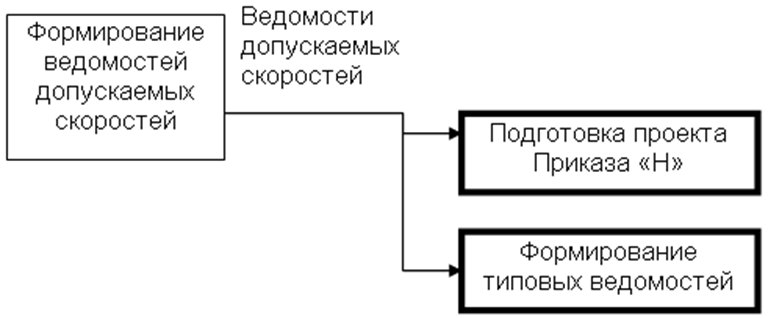 Формирование
ведомостей
допускаемых
скоростей
Ведомости
допускаемых
скоростей
Подготовка проекта
Приказа «Н»
Формирование
типовых ведомостей